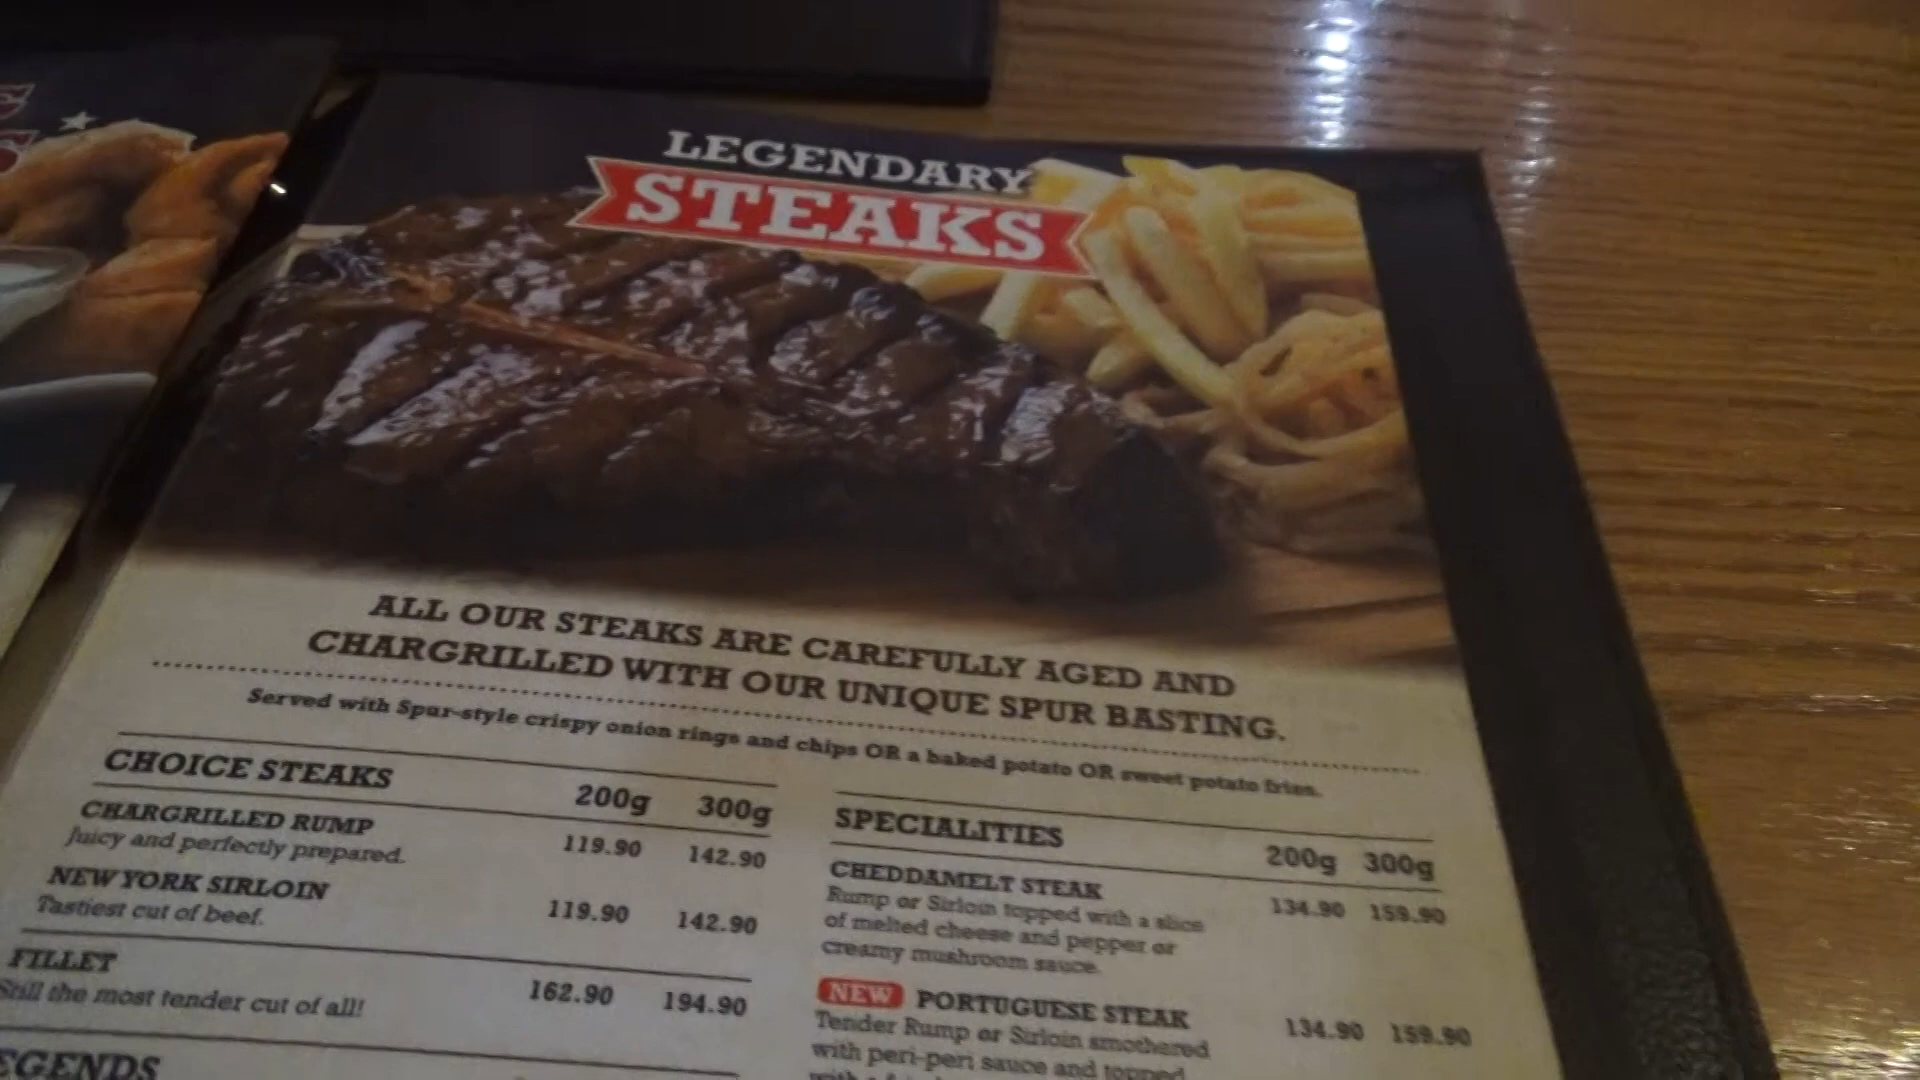 LEGENDARY
STEAKS
ALL OUR STEAKS ARE CAREFULLY AGED AND
CHARGRILLED WITH OUR UNIQUE SPUR BASTING.
Served with Spur-style crispy onion rings and chips OR a baked potato OR sweet potato fries.
CHOICE STEAKS 200g 300g
CHARGRILLED RUMP 119.90 142.90
Juicy and perfectly prepared.
NEW YORK SIRLOIN 119.90 142.90
Tastiest cut of beef.
FILLET 162.90 194.90
Still the most tender cut of all!
EGENDS
SPECIALITIES 200g 300g
CHEDDAMELT STEAK 134.90 159.90
Rump or Sirloin topped with a slice
of melted cheese and pepper or
creamy mushroom sauce.
NEW PORTUGUESE STEAK 134.90 159.90
Tender Rump or Sirloin smothered
with peri-peri sauce and topped